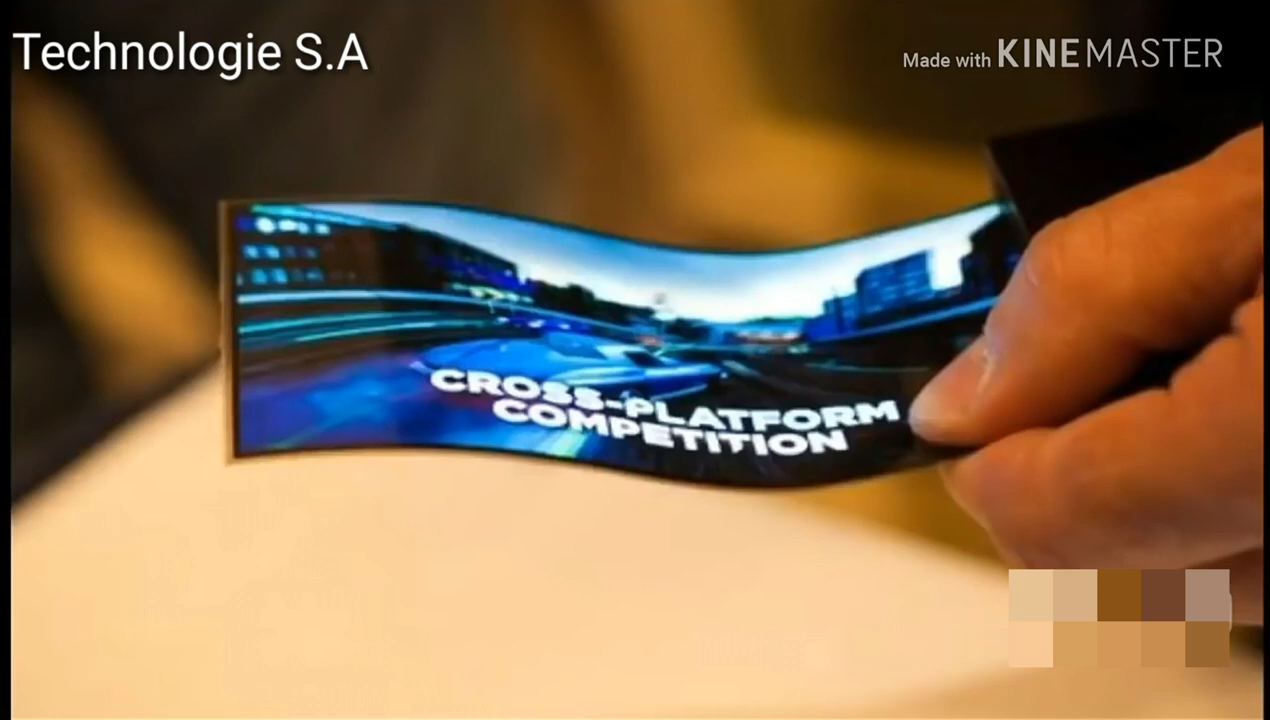 Technologie S.A
Made with KINEMASTER
CROSS-PLATFORM
COMPETITION